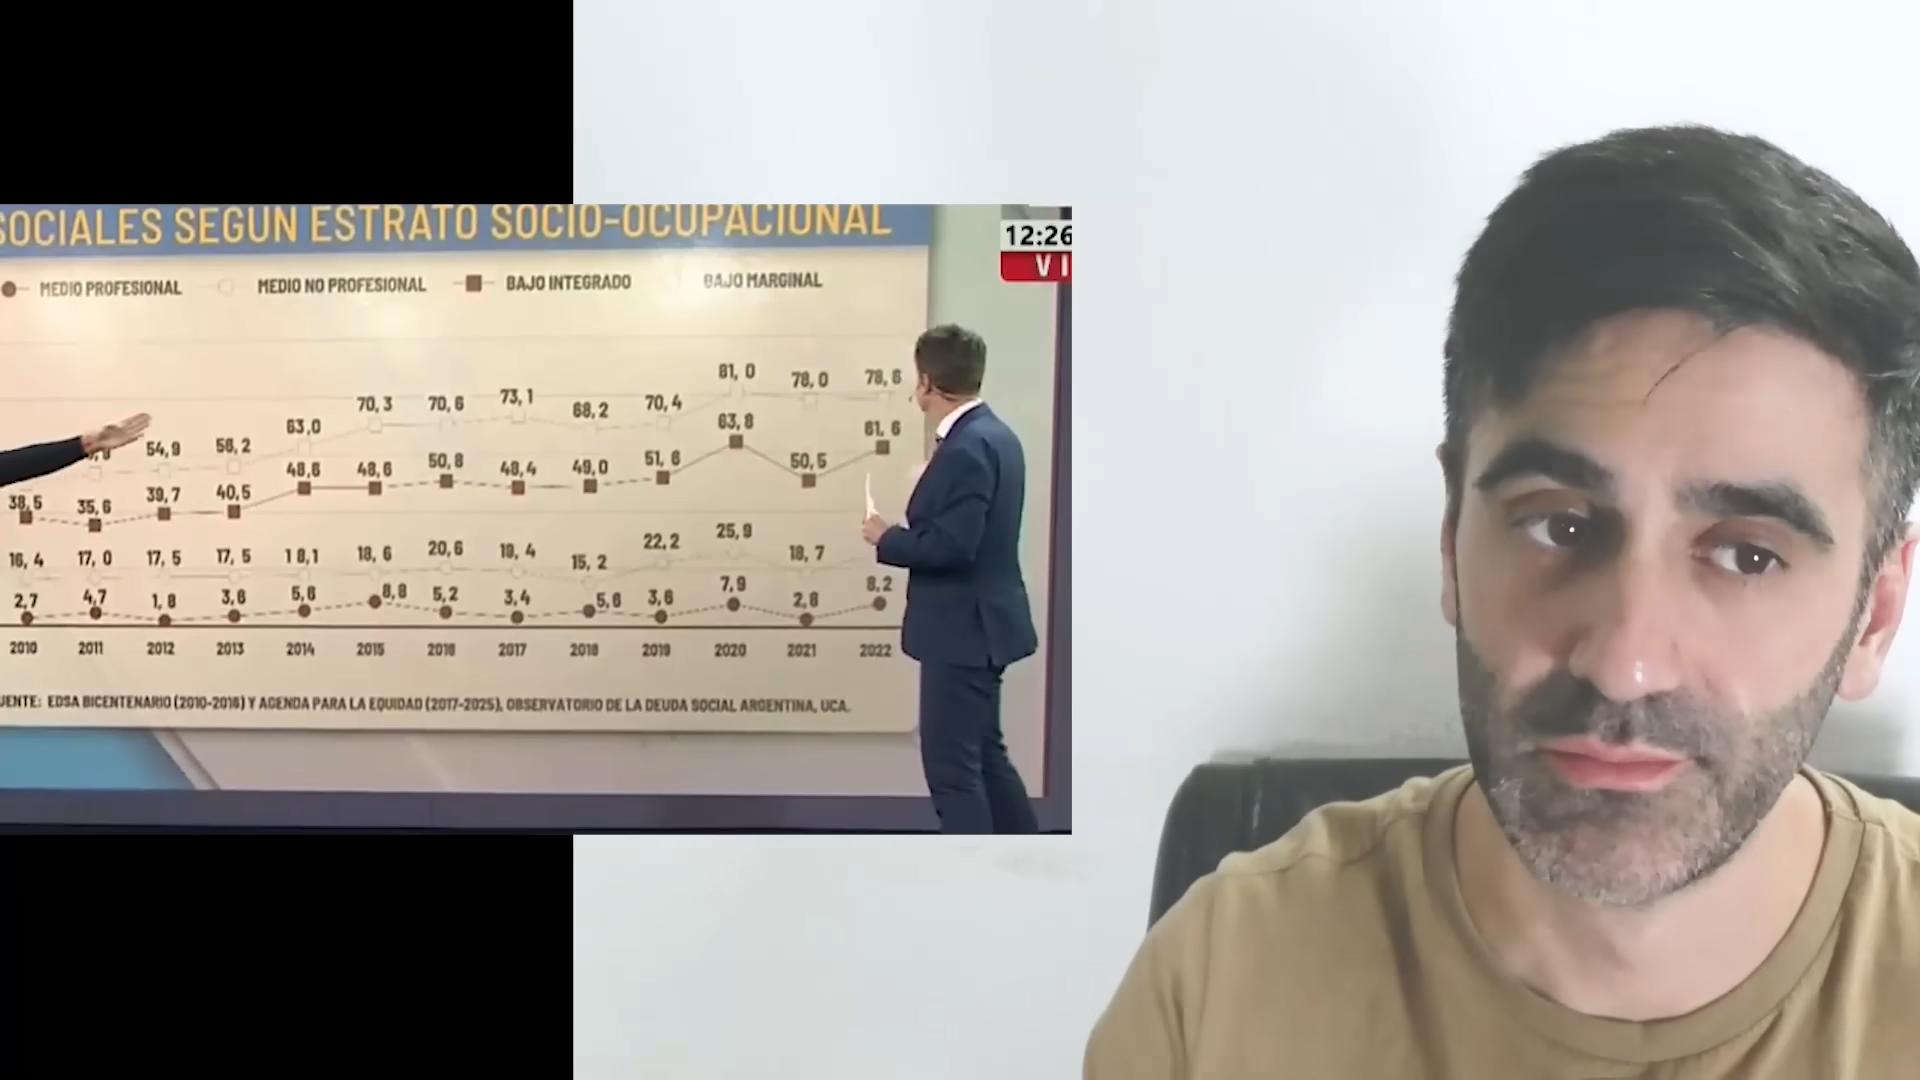 SOCIALES SEGUN ESTRATO SOCIO-OCUPACIONAL
12:26
VI
MEDIO PROFESIONAL MEDIO NO PROFESIONAL BAJO INTEGRADO BAJO MARGINAL
54,9 56,2 63,0 70,3 70,6 73,1 68,2 70,4 81,0 78,0 78,6
38,5 35,6 39,7 40,5 48,6 48,6 50,8 48,4 49,0 51,6 63,8 50,5 61,6
16,4 17,0 17,5 17,5 18,1 18,6 20,6 19,4 15,2 22,2 25,9 18,7
2,7 4,7 1,8 3,6 5,6 8,8 5,2 3,4 5,6 3,6 7,9 2,8 8,2
2010 2011 2012 2013 2014 2015 2016 2017 2018 2019 2020 2021 2022
UENTE: EDSA BICENTENARIO (2010-2016) Y AGENDA PARA LA EQUIDAD (2017-2025), OBSERVATORIO DE LA DEUDA SOCIAL ARGENTINA, UCA.